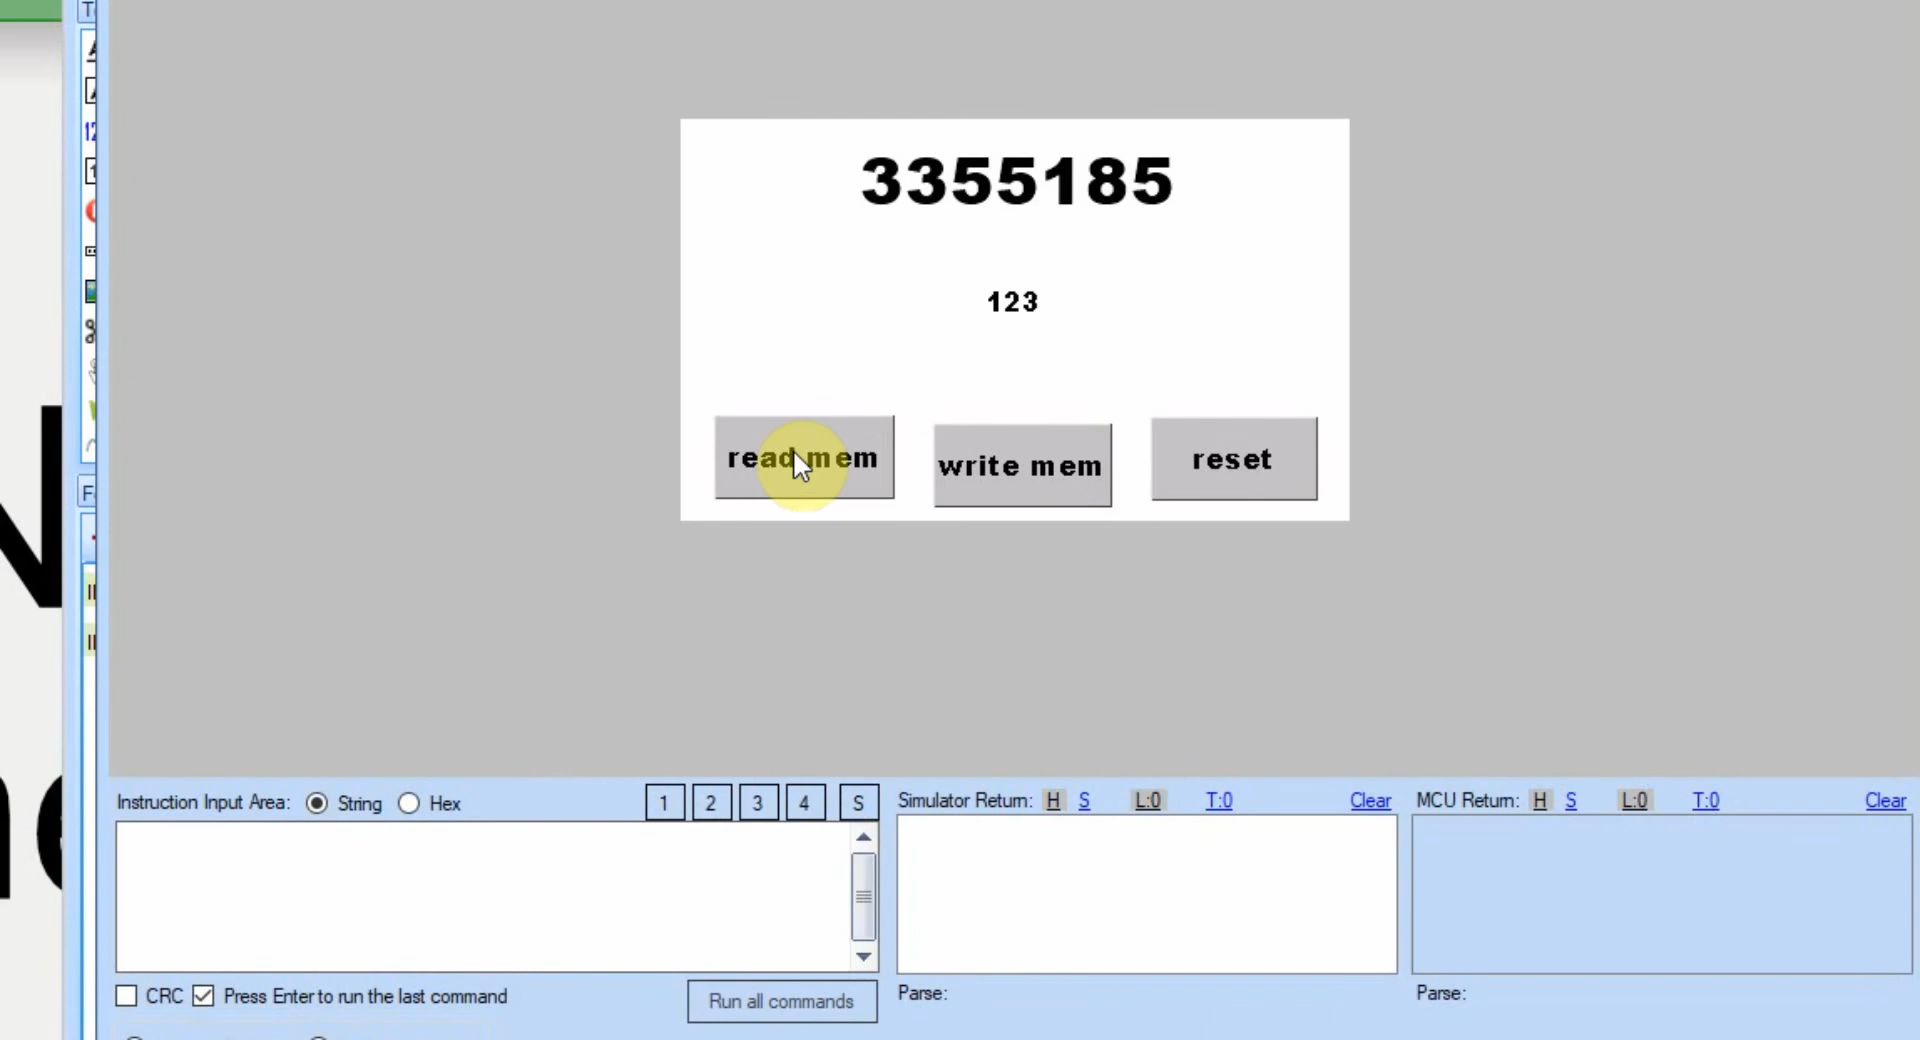 3355185
123
read mem
write mem
reset
Instruction Input Area: String Hex
1 2 3 4 S
Simulator Return: H S L:0 T:0 Clear
MCU Return: H S L:0 T:0 Clear
CRC Press Enter to run the last command
Run all commands
Parse:
Parse: